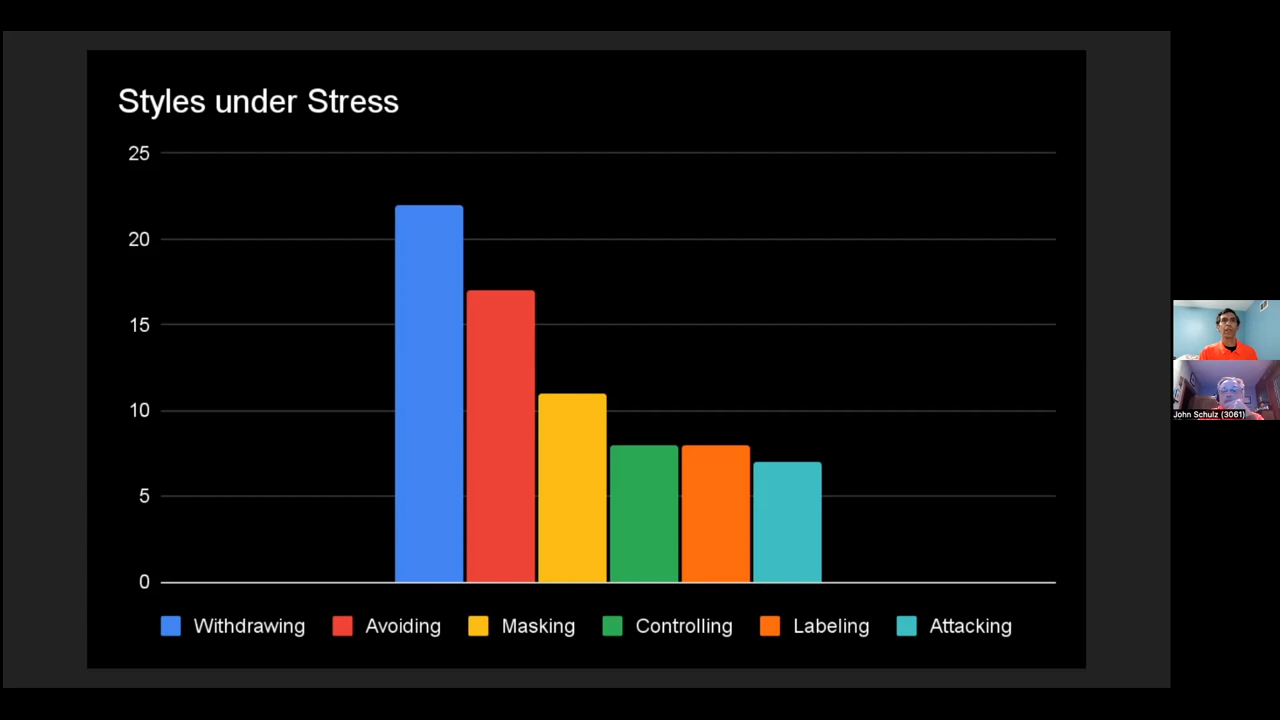 Styles under Stress
25
20
15
10
5
0
Withdrawing Avoiding Masking Controlling Labeling Attacking
John Schulz (3061)